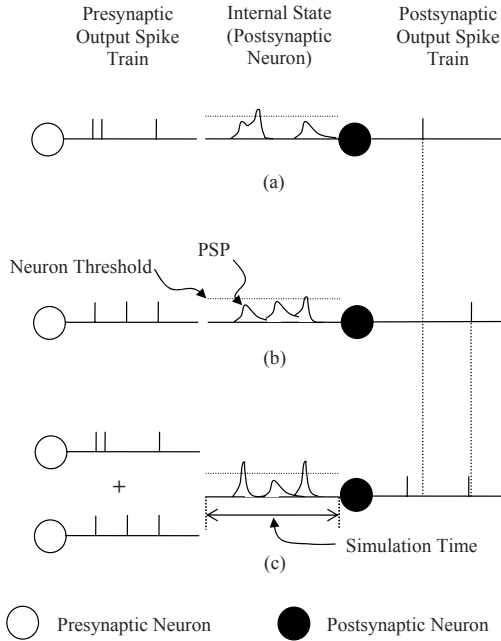 Presynaptic
Output Spike
Train
Internal State
(Postsynaptic
Neuron)
Postsynaptic
Output Spike
Train
(a)
PSP
Neuron Threshold
(b)
+
(c)
Simulation Time
Presynaptic Neuron
Postsynaptic Neuron